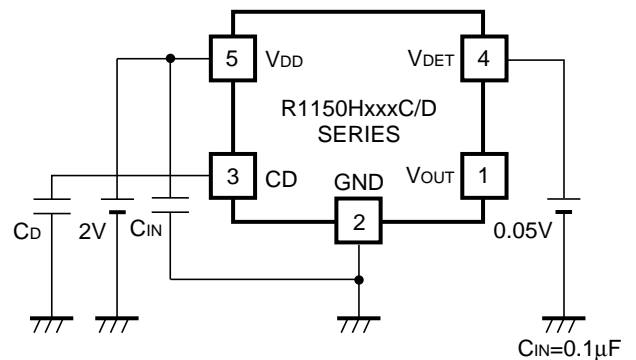 5 VDD VDET 4
R1150HxxxC/D
SERIES
3 CD GND VOUT 1
2
CD 2V CIN 0.05V
CIN=0.1μF